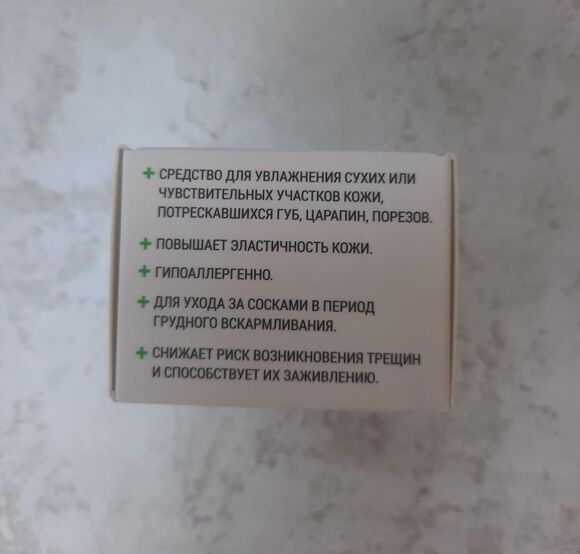 + СРЕДСТВО ДЛЯ УВЛАЖНЕНИЯ СУХИХ ИЛИ
ЧУВСТВИТЕЛЬНЫХ УЧАСТКОВ КОЖИ,
ПОТРЕСКАВШИХСЯ ГУБ, ЦАРАПИН, ПОРЕЗОВ.
+ ПОВЫШАЕТ ЭЛАСТИЧНОСТЬ КОЖИ.
+ ГИПОАЛЛЕРГЕННО.
+ ДЛЯ УХОДА ЗА СОСКАМИ В ПЕРИОД
ГРУДНОГО ВСКАРМЛИВАНИЯ.
+ СНИЖАЕТ РИСК ВОЗНИКНОВЕНИЯ ТРЕЩИН
И СПОСОБСТВУЕТ ИХ ЗАЖИВЛЕНИЮ.